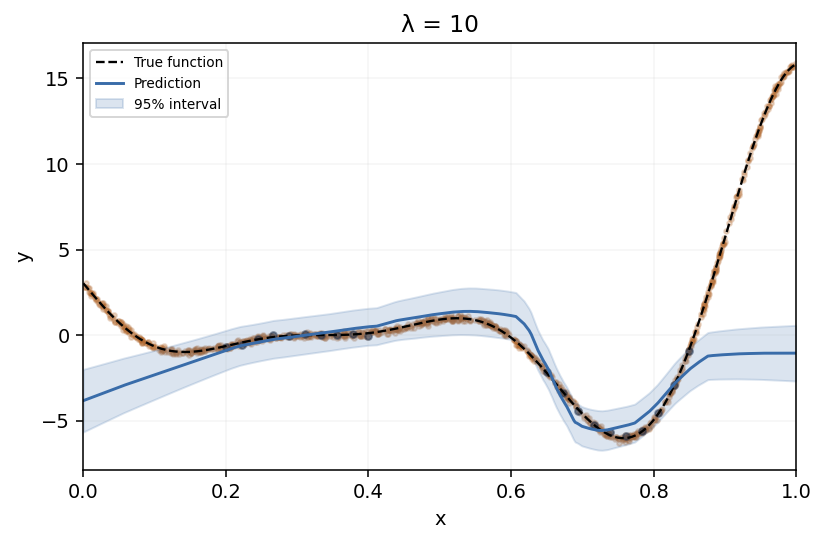 λ = 10
True function
Prediction
95% interval
15
10
5
0
−5
y
0.0 0.2 0.4 0.6 0.8 1.0
x